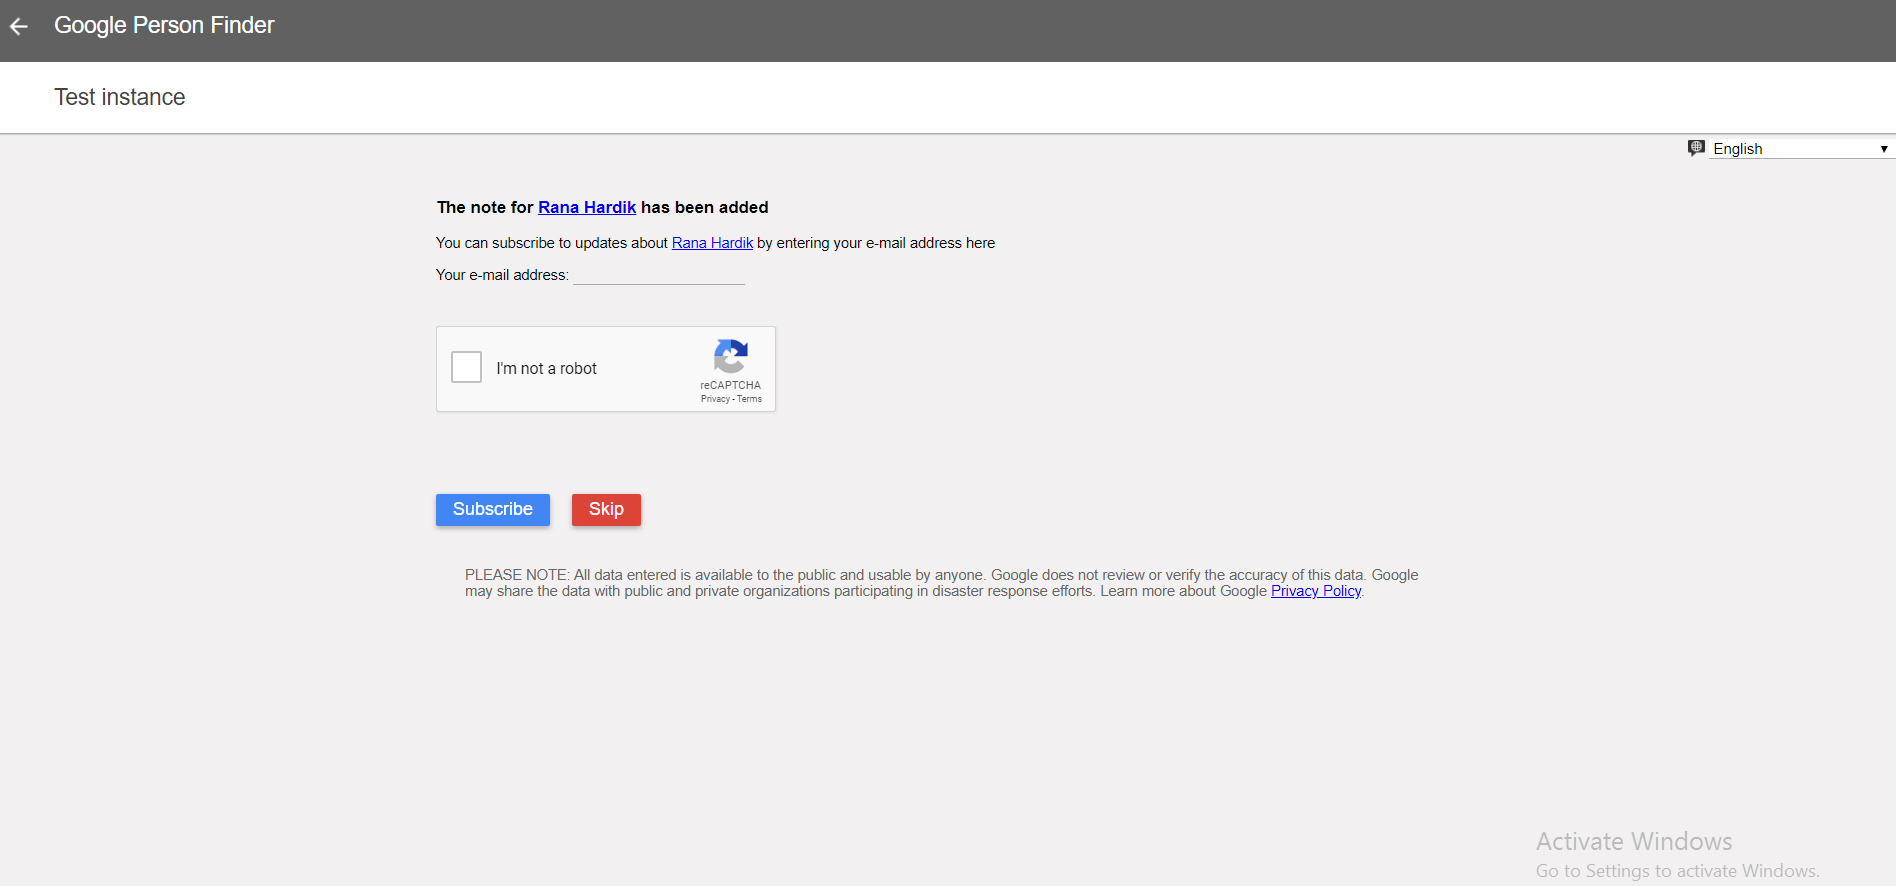 Google Person Finder
Test instance
English
The note for Rana Hardik has been added
You can subscribe to updates about Rana Hardik by entering your e-mail address here
Your e-mail address:
I'm not a robot
reCAPTCHA
Privacy - Terms
Subscribe Skip
PLEASE NOTE: All data entered is available to the public and usable by anyone. Google does not review or verify the accuracy of this data. Google
may share the data with public and private organizations participating in disaster response efforts. Learn more about Google Privacy Policy.
Activate Windows
Go to Settings to activate Windows.